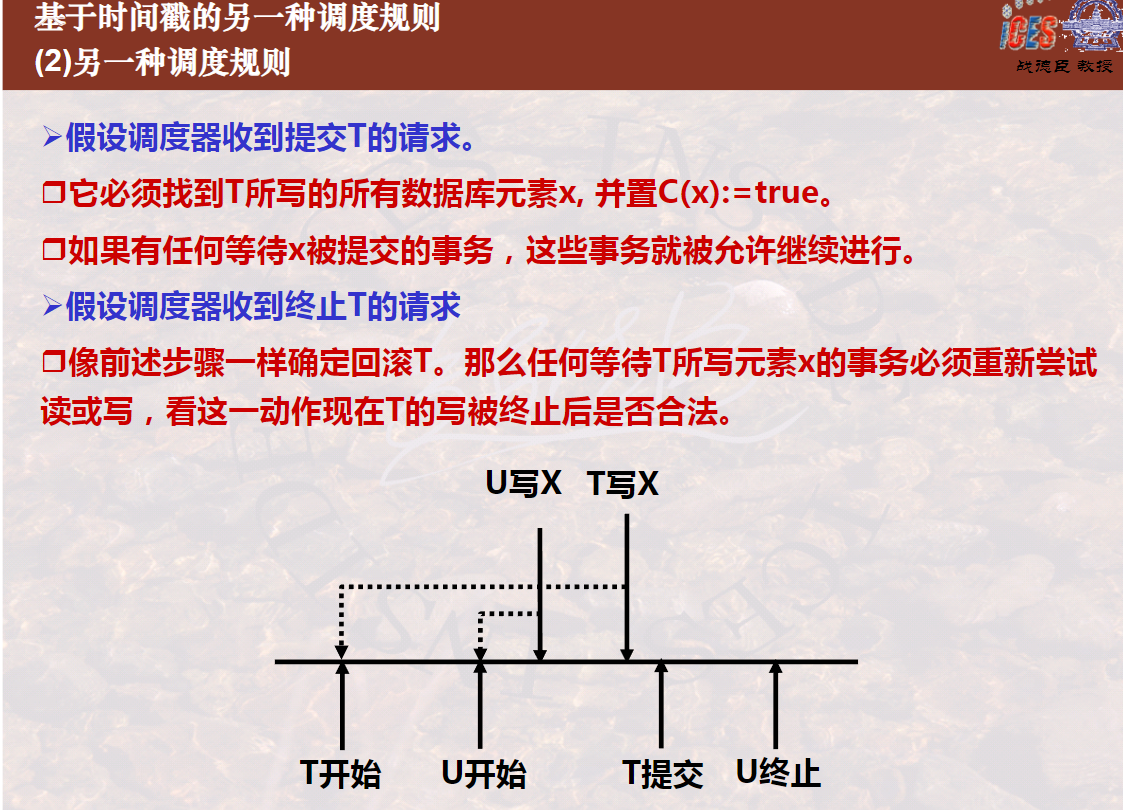 基于时间戳的另一种调度规则
(2)另一种调度规则
ICES
战德臣 教授
➢假设调度器收到提交T的请求。
❒它必须找到T所写的所有数据库元素x, 并置C(x):=true。
❒如果有任何等待x被提交的事务，这些事务就被允许继续进行。
➢假设调度器收到终止T的请求
❒像前述步骤一样确定回滚T。那么任何等待T所写元素x的事务必须重新尝试
读或写，看这一动作现在T的写被终止后是否合法。
U写X T写X
T开始 U开始 T提交 U终止